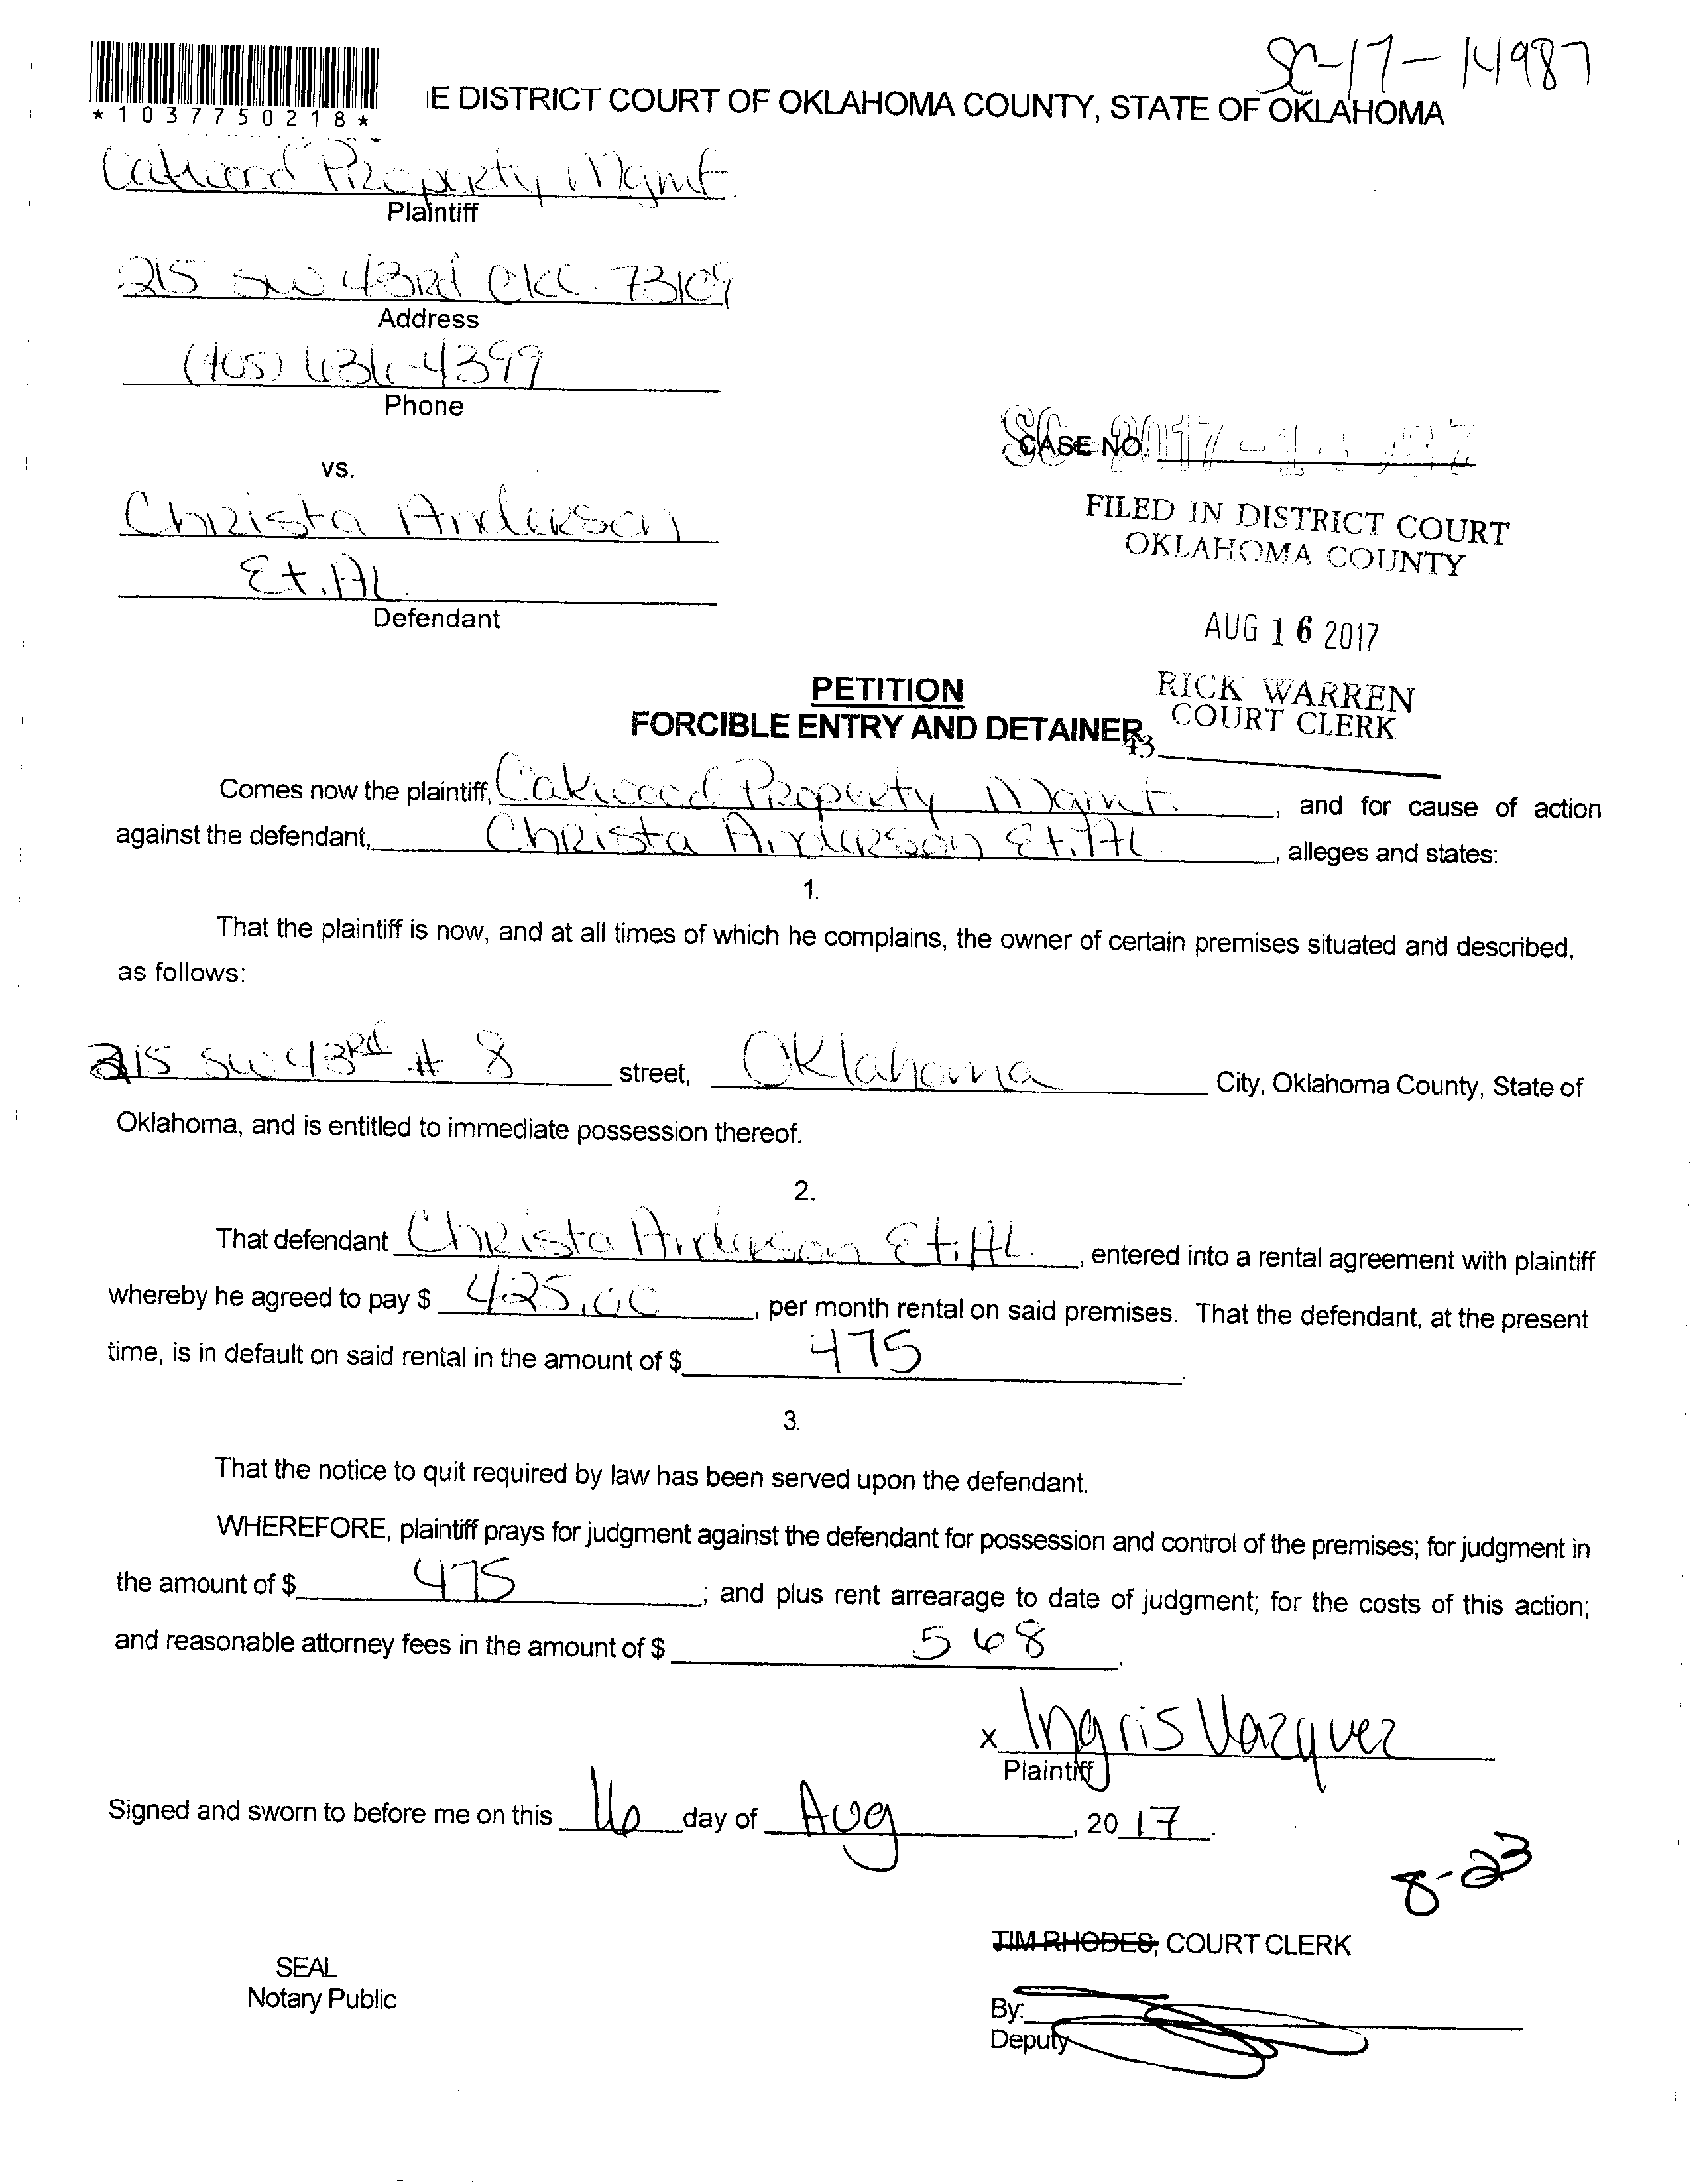 SC-17-14987
*1037750218*
E DISTRICT COURT OF OKLAHOMA COUNTY, STATE OF OKLAHOMA
Oakwood Property Mgmt.
Plaintiff
215 SW 43rd OKC. 73109
Address
(405) 636-4399
Phone
SC 2017-
CASE NO.
vs.
FILED IN DISTRICT COURT
OKLAHOMA COUNTY
Christa Anderson
Et.AL
Defendant
AUG 16 2017
RICK WARREN
COURT CLERK
43
PETITION
FORCIBLE ENTRY AND DETAINER
Comes now the plaintiff, Oakwood Property Mgmt. , and for cause of action
against the defendant, Christa Anderson Et.AL , alleges and states:
1.
That the plaintiff is now, and at all times of which he complains, the owner of certain premises situated and described,
as follows:
215 SW 43rd # 8 street, Oklahoma City, Oklahoma County, State of
Oklahoma, and is entitled to immediate possession thereof.
2.
That defendant Christa Anderson Et.AL. , entered into a rental agreement with plaintiff
whereby he agreed to pay $ 425.00 , per month rental on said premises. That the defendant, at the present
time, is in default on said rental in the amount of $ 475 .
3.
That the notice to quit required by law has been served upon the defendant.
WHEREFORE, plaintiff prays for judgment against the defendant for possession and control of the premises; for judgment in
the amount of $ 475 ; and plus rent arrearage to date of judgment; for the costs of this action;
and reasonable attorney fees in the amount of $ 568 .
x Ingris Vazquez
Plaintiff
Signed and sworn to before me on this 16 day of Aug , 20 17 .
8-23
TIM RHODES, COURT CLERK
SEAL
Notary Public
By:
Deputy